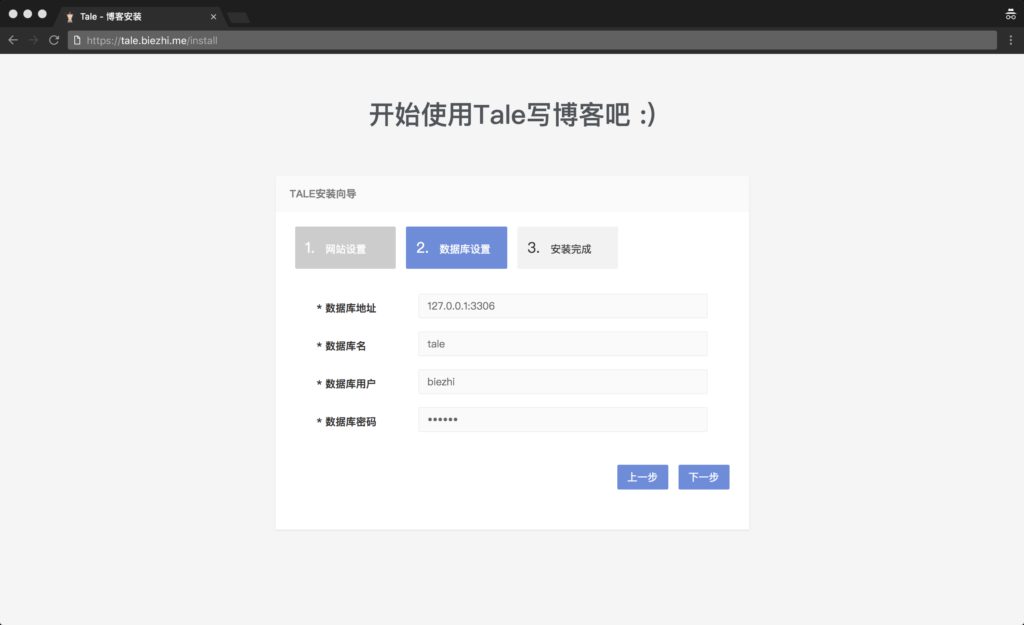 Tale - 博客安装
https://tale.biezhi.me/install
开始使用Tale写博客吧 :)
TALE安装向导
1. 网站设置
2. 数据库设置
3. 安装完成
* 数据库地址 127.0.0.1:3306
* 数据库名 tale
* 数据库用户 biezhi
* 数据库密码 ••••••
上一步 下一步